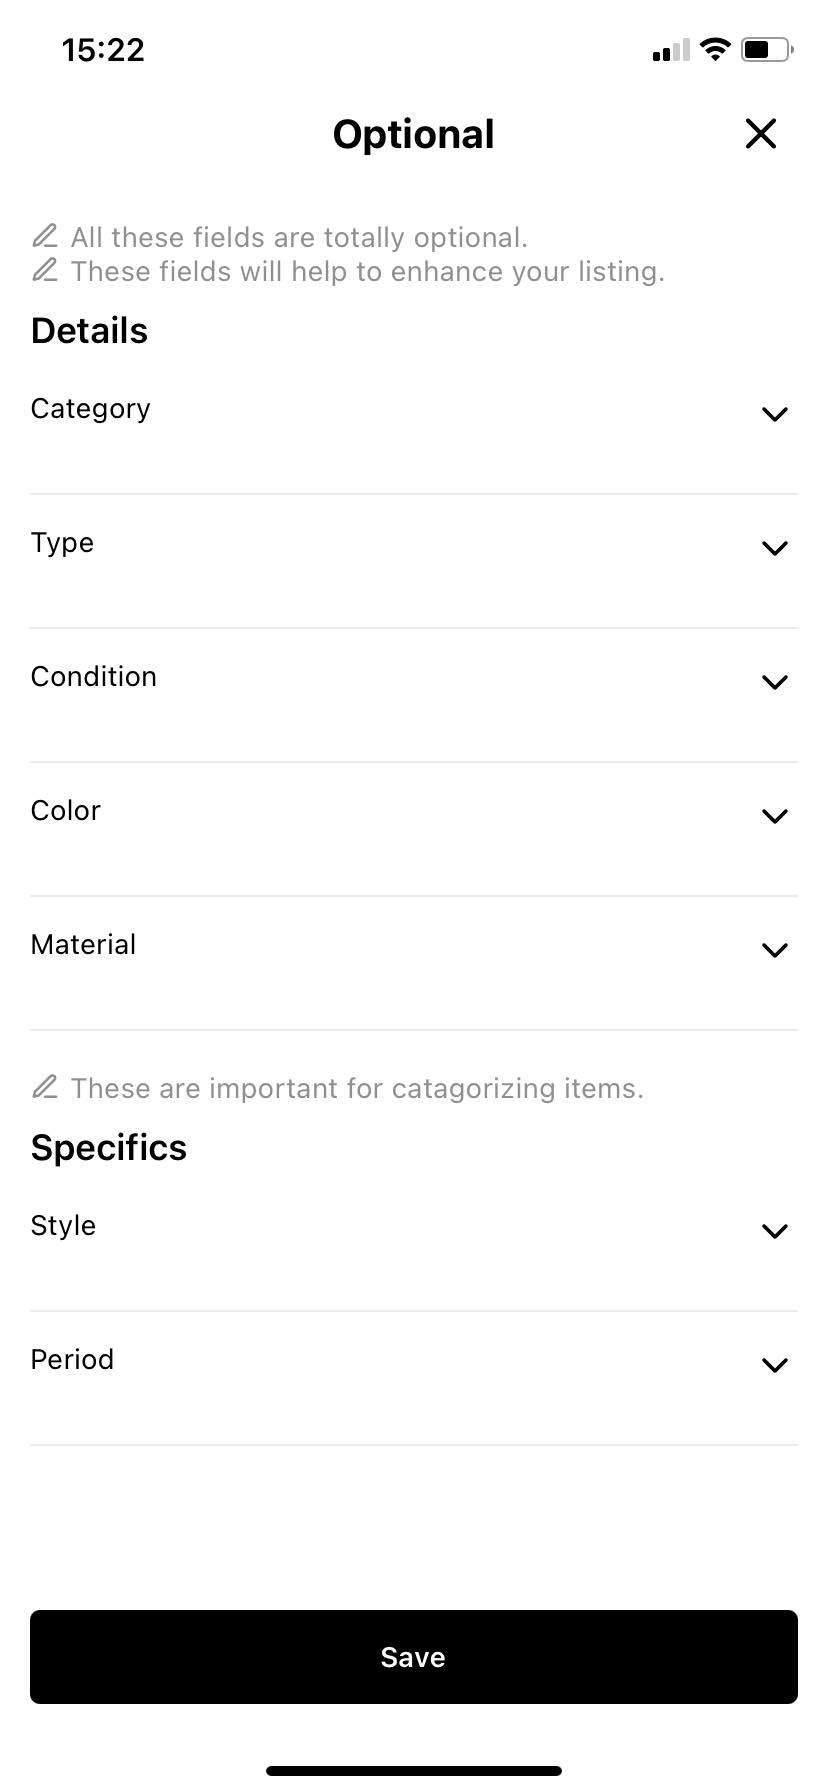 15:22
Optional
All these fields are totally optional.
These fields will help to enhance your listing.
Details
Category
Type
Condition
Color
Material
These are important for catagorizing items.
Specifics
Style
Period
Save